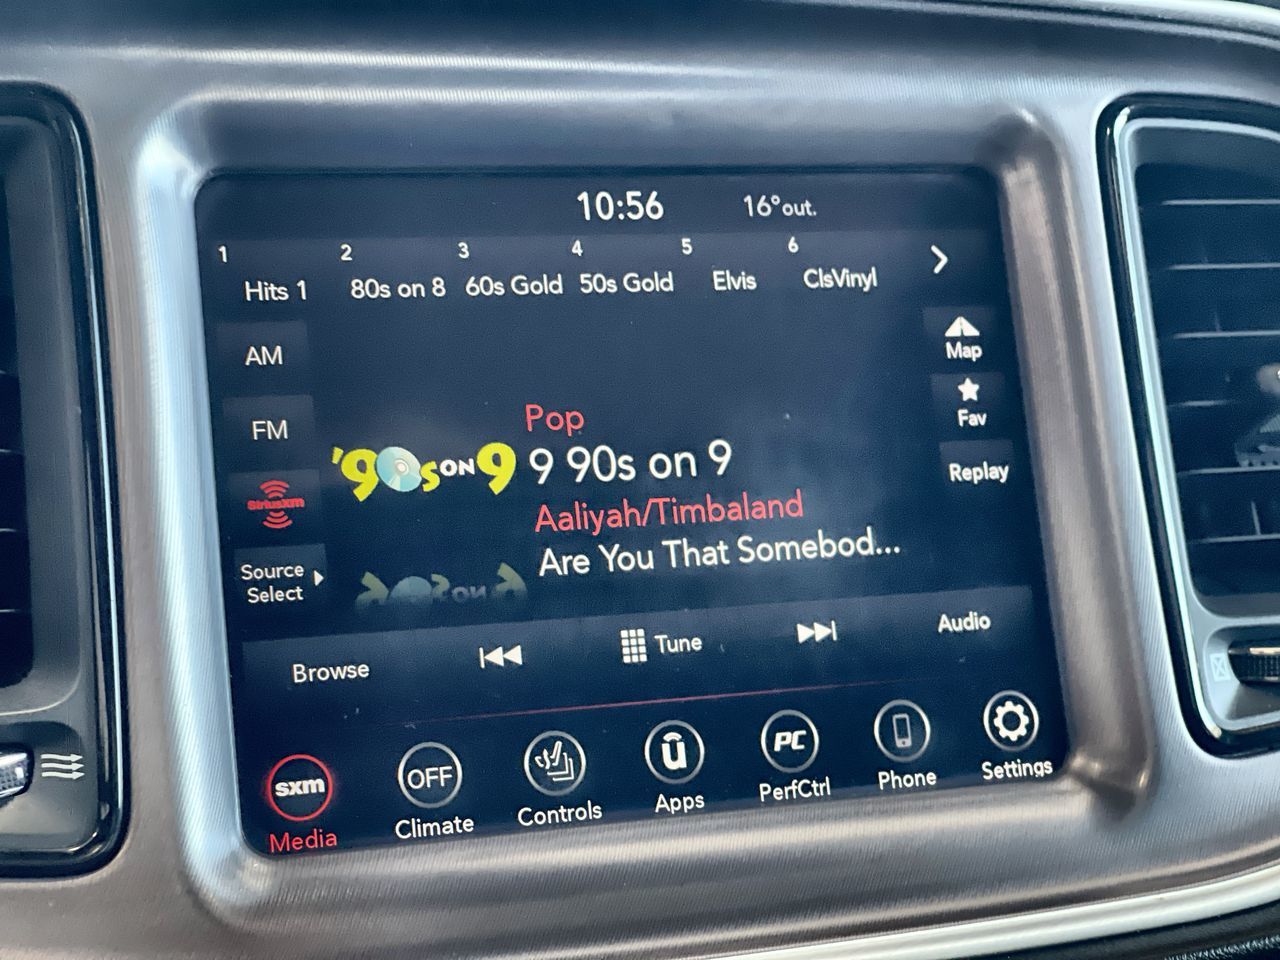 10:56 16°out.
1 2 3 4 5 6
Hits 1 80s on 8 60s Gold 50s Gold Elvis ClsVinyl
AM
Map
FM
Fav
Pop
'90s ON 9
9 90s on 9
Replay
SiriusXM
Aaliyah/Timbaland
Are You That Somebod...
Source
Select
Browse Tune Audio
sxm OFF ū PC
Media Climate Controls Apps PerfCtrl Phone Settings